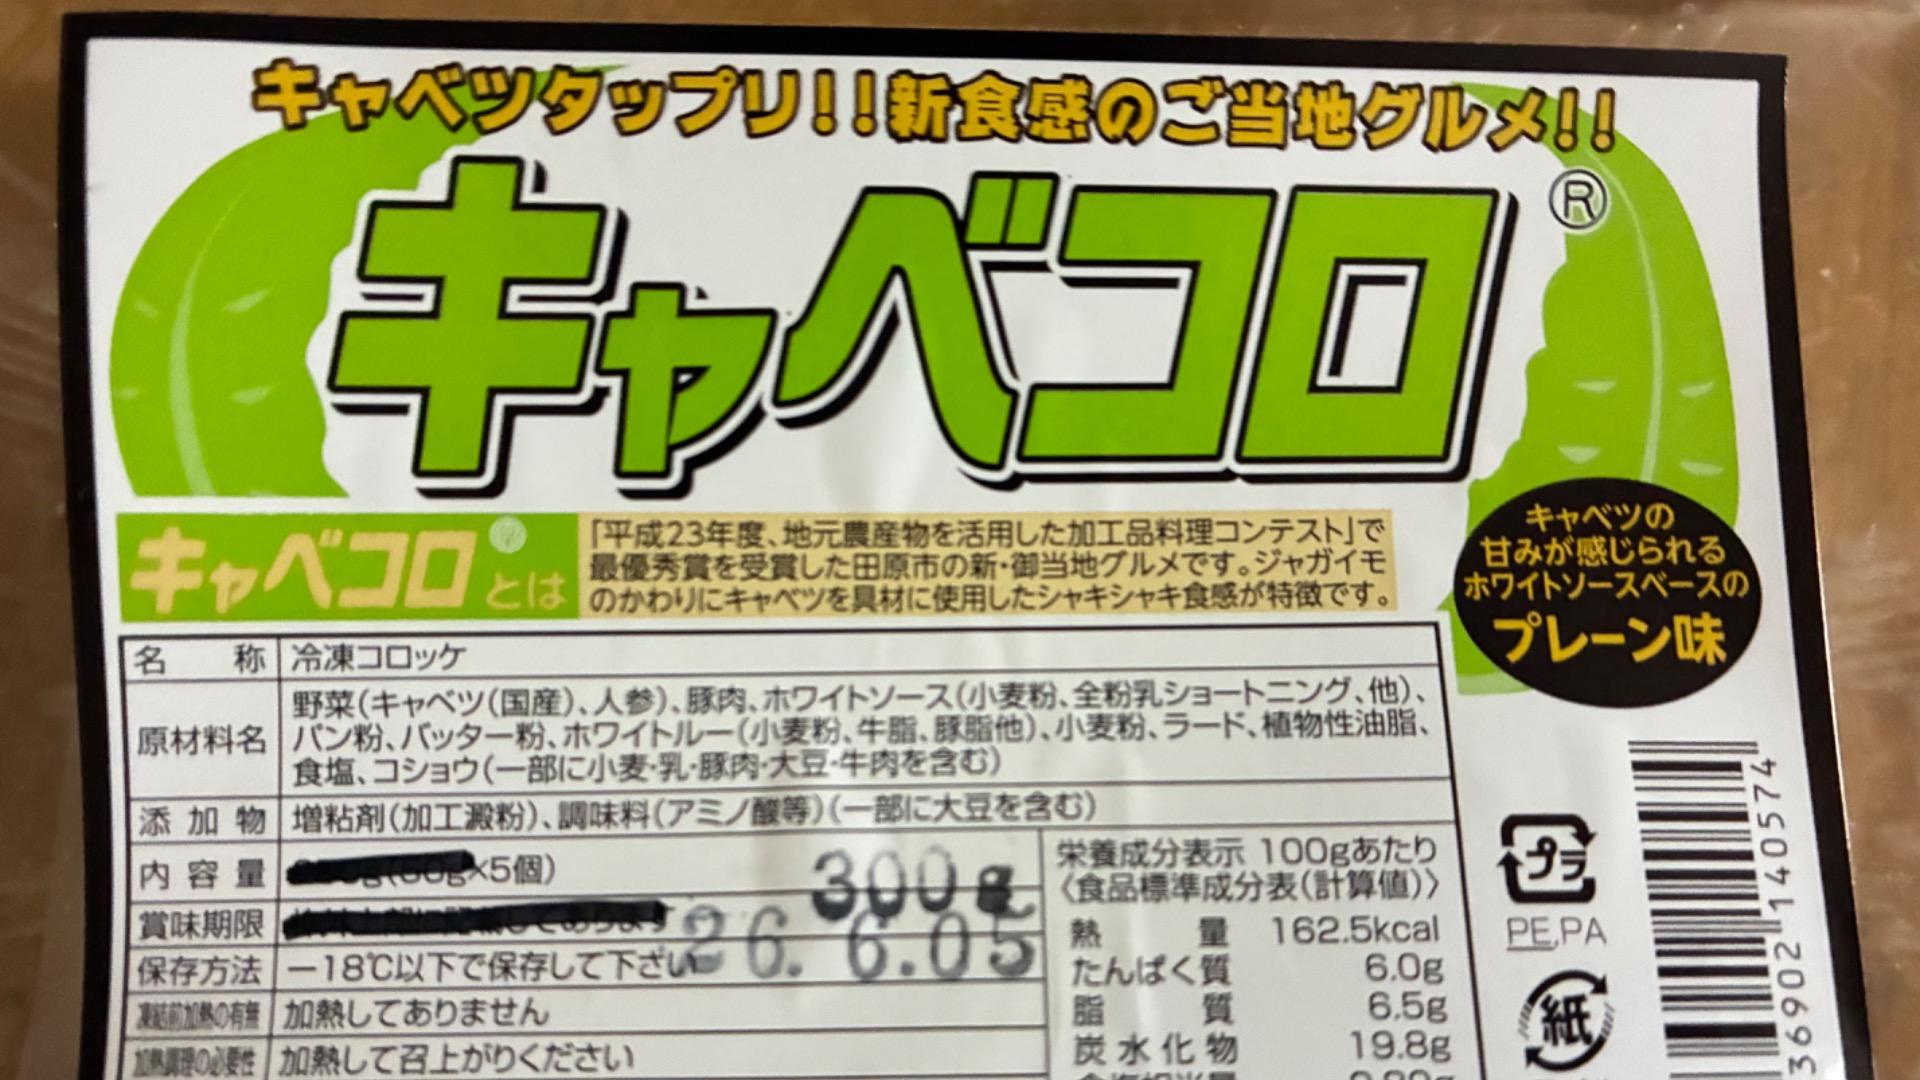 キャベツタップリ!!新食感のご当地グルメ!!
キャベコロ®
キャベコロとは
「平成23年度、地元農産物を活用した加工品料理コンテスト」で
最優秀賞を受賞した田原市の新・御当地グルメです。ジャガイモ
のかわりにキャベツを具材に使用したシャキシャキ食感が特徴です。
キャベツの
甘みが感じられる
ホワイトソースベースの
プレーン味
名 称 冷凍コロッケ
原材料名 野菜(キャベツ(国産)、人参)、豚肉、ホワイトソース(小麦粉、全粉乳ショートニング、他)、
パン粉、バッター粉、ホワイトルー(小麦粉、牛脂、豚脂他)、小麦粉、ラード、植物性油脂、
食塩、コショウ(一部に小麦・乳・豚肉・大豆・牛肉を含む)
添加物 増粘剤(加工澱粉)、調味料(アミノ酸等)(一部に大豆を含む)
内容量 ×5個) 300g
賞味期限 26.6.05
保存方法 −18℃以下で保存して下さい
凍結前加熱の有無 加熱してありません
加熱調理の必要性 加熱して召上がりください
栄養成分表示 100gあたり
〈食品標準成分表(計算値)〉
熱量 162.5kcal
たんぱく質 6.0g
脂質 6.5g
炭水化物 19.8g
プラ
PE,PA
紙
36902 140574